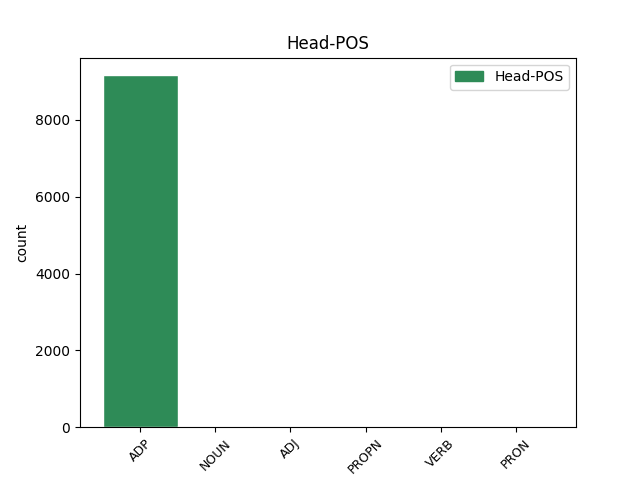 Head-POS
Head-POS
8000
6000
4000
2000
0
count
ADP
NOUN
ADJ
PROPN
VERB
PRON